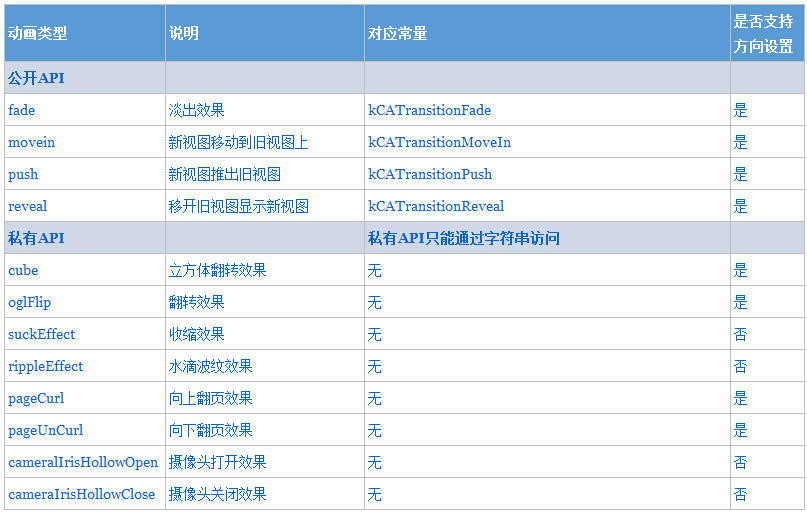 动画类型 说明 对应常量 是否支持
方向设置
公开API
fade 淡出效果 kCATransitionFade 是
movein 新视图移动到旧视图上 kCATransitionMoveIn 是
push 新视图推出旧视图 kCATransitionPush 是
reveal 移开旧视图显示新视图 kCATransitionReveal 是
私有API 私有API只能通过字符串访问
cube 立方体翻转效果 无 是
oglFlip 翻转效果 无 是
suckEffect 收缩效果 无 否
rippleEffect 水滴波纹效果 无 否
pageCurl 向上翻页效果 无 是
pageUnCurl 向下翻页效果 无 是
cameralIrisHollowOpen 摄像头打开效果 无 否
cameraIrisHollowClose 摄像头关闭效果 无 否